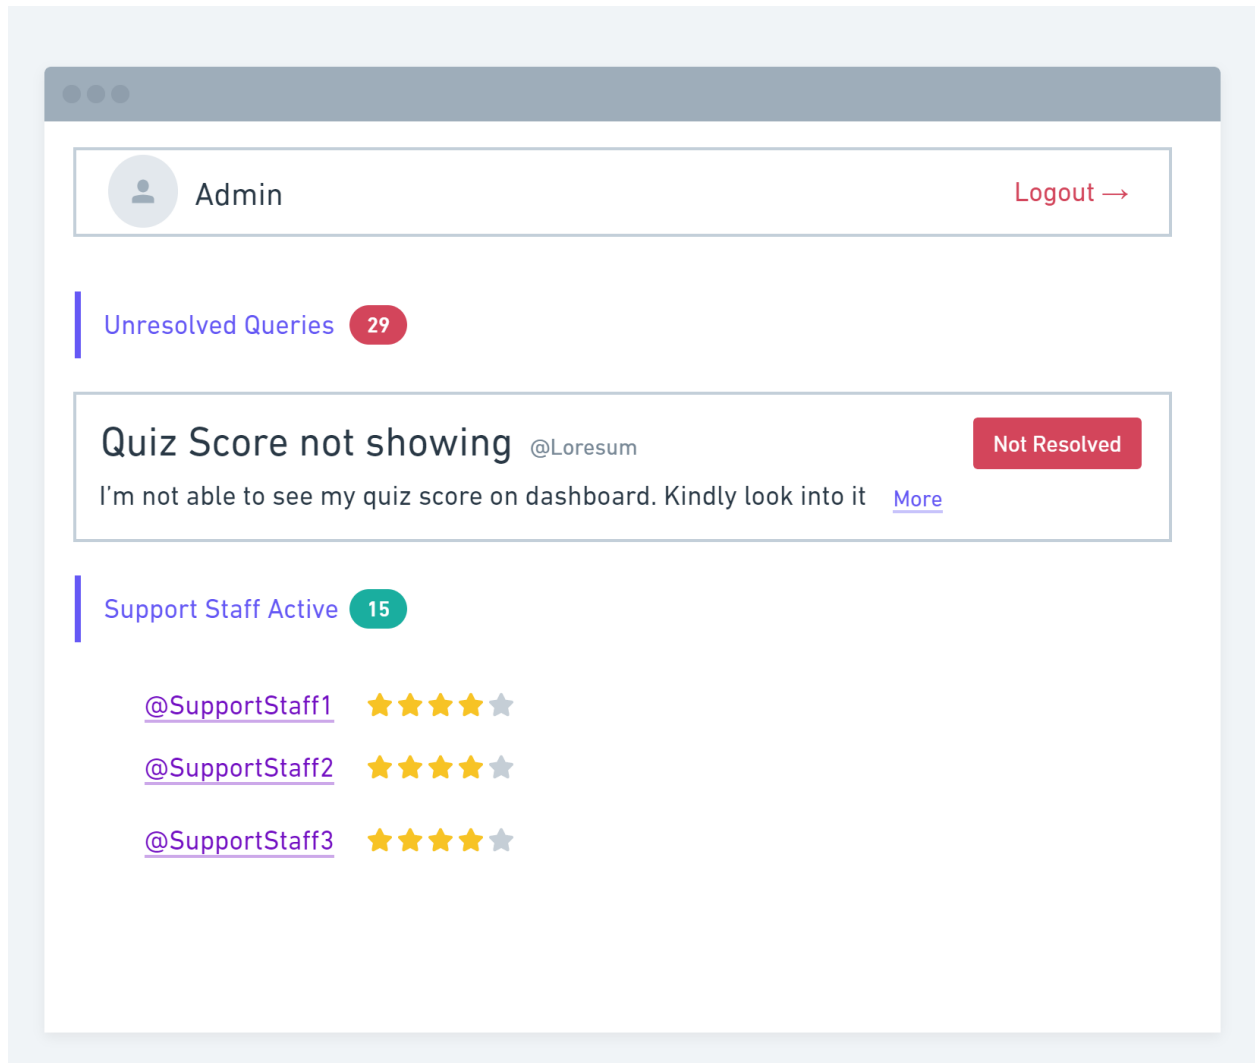 Admin
Logout →
Unresolved Queries 29
Quiz Score not showing @Loresum
Not Resolved
I'm not able to see my quiz score on dashboard. Kindly look into it More
Support Staff Active 15
@SupportStaff1
@SupportStaff2
@SupportStaff3